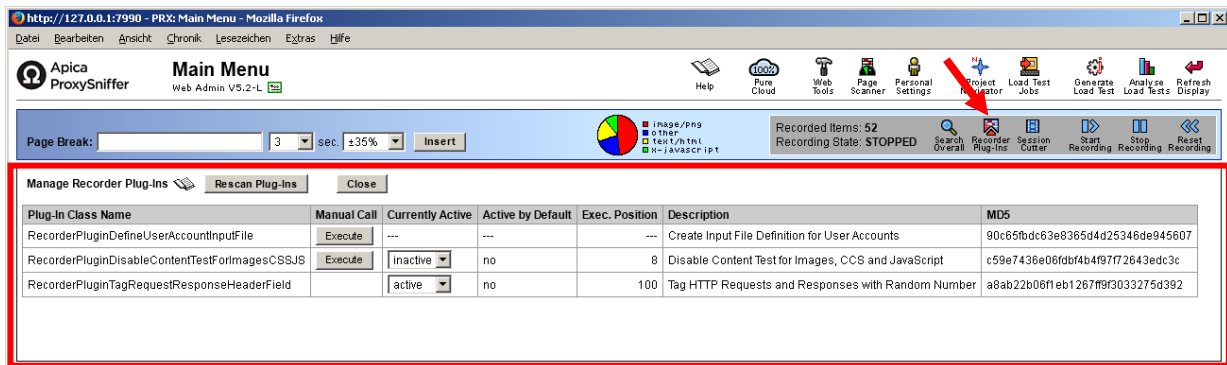 http://127.0.0.1:7990 - PRX: Main Menu - Mozilla Firefox
Datei Bearbeiten Ansicht Chronik Lesezeichen Extras Hilfe
Apica ProxySniffer
Main Menu
Web Admin V5.2-L
Help
100%
Pure Cloud
Web Tools
Page Scanner
Personal Settings
N
Project Navigator
Load Test Jobs
Generate Load Test
Analyse Load Tests
Refresh Display
Page Break: 3 sec. ±35% Insert
image/png
other
text/html
x-javascript
Recorded Items: 52
Recording State: STOPPED
Search Overall
Recorder Plug-Ins
Session Cutter
Start Recording
Stop Recording
Reset Recording
Manage Recorder Plug-Ins Rescan Plug-Ins Close
Plug-In Class Name Manual Call Currently Active Active by Default Exec. Position Description MD5
RecorderPluginDefineUserAccountInputFile Execute --- --- --- Create Input File Definition for User Accounts 90c65fbdc63e8365d4d25346de945607
RecorderPluginDisableContentTestForImagesCSSJS Execute inactive no 8 Disable Content Test for Images, CCS and JavaScript c59e7436e06fdbf4b4f97f72643edc3c
RecorderPluginTagRequestResponseHeaderField active no 100 Tag HTTP Requests and Responses with Random Number a8ab22b06f1eb1267ff9f3033275d392